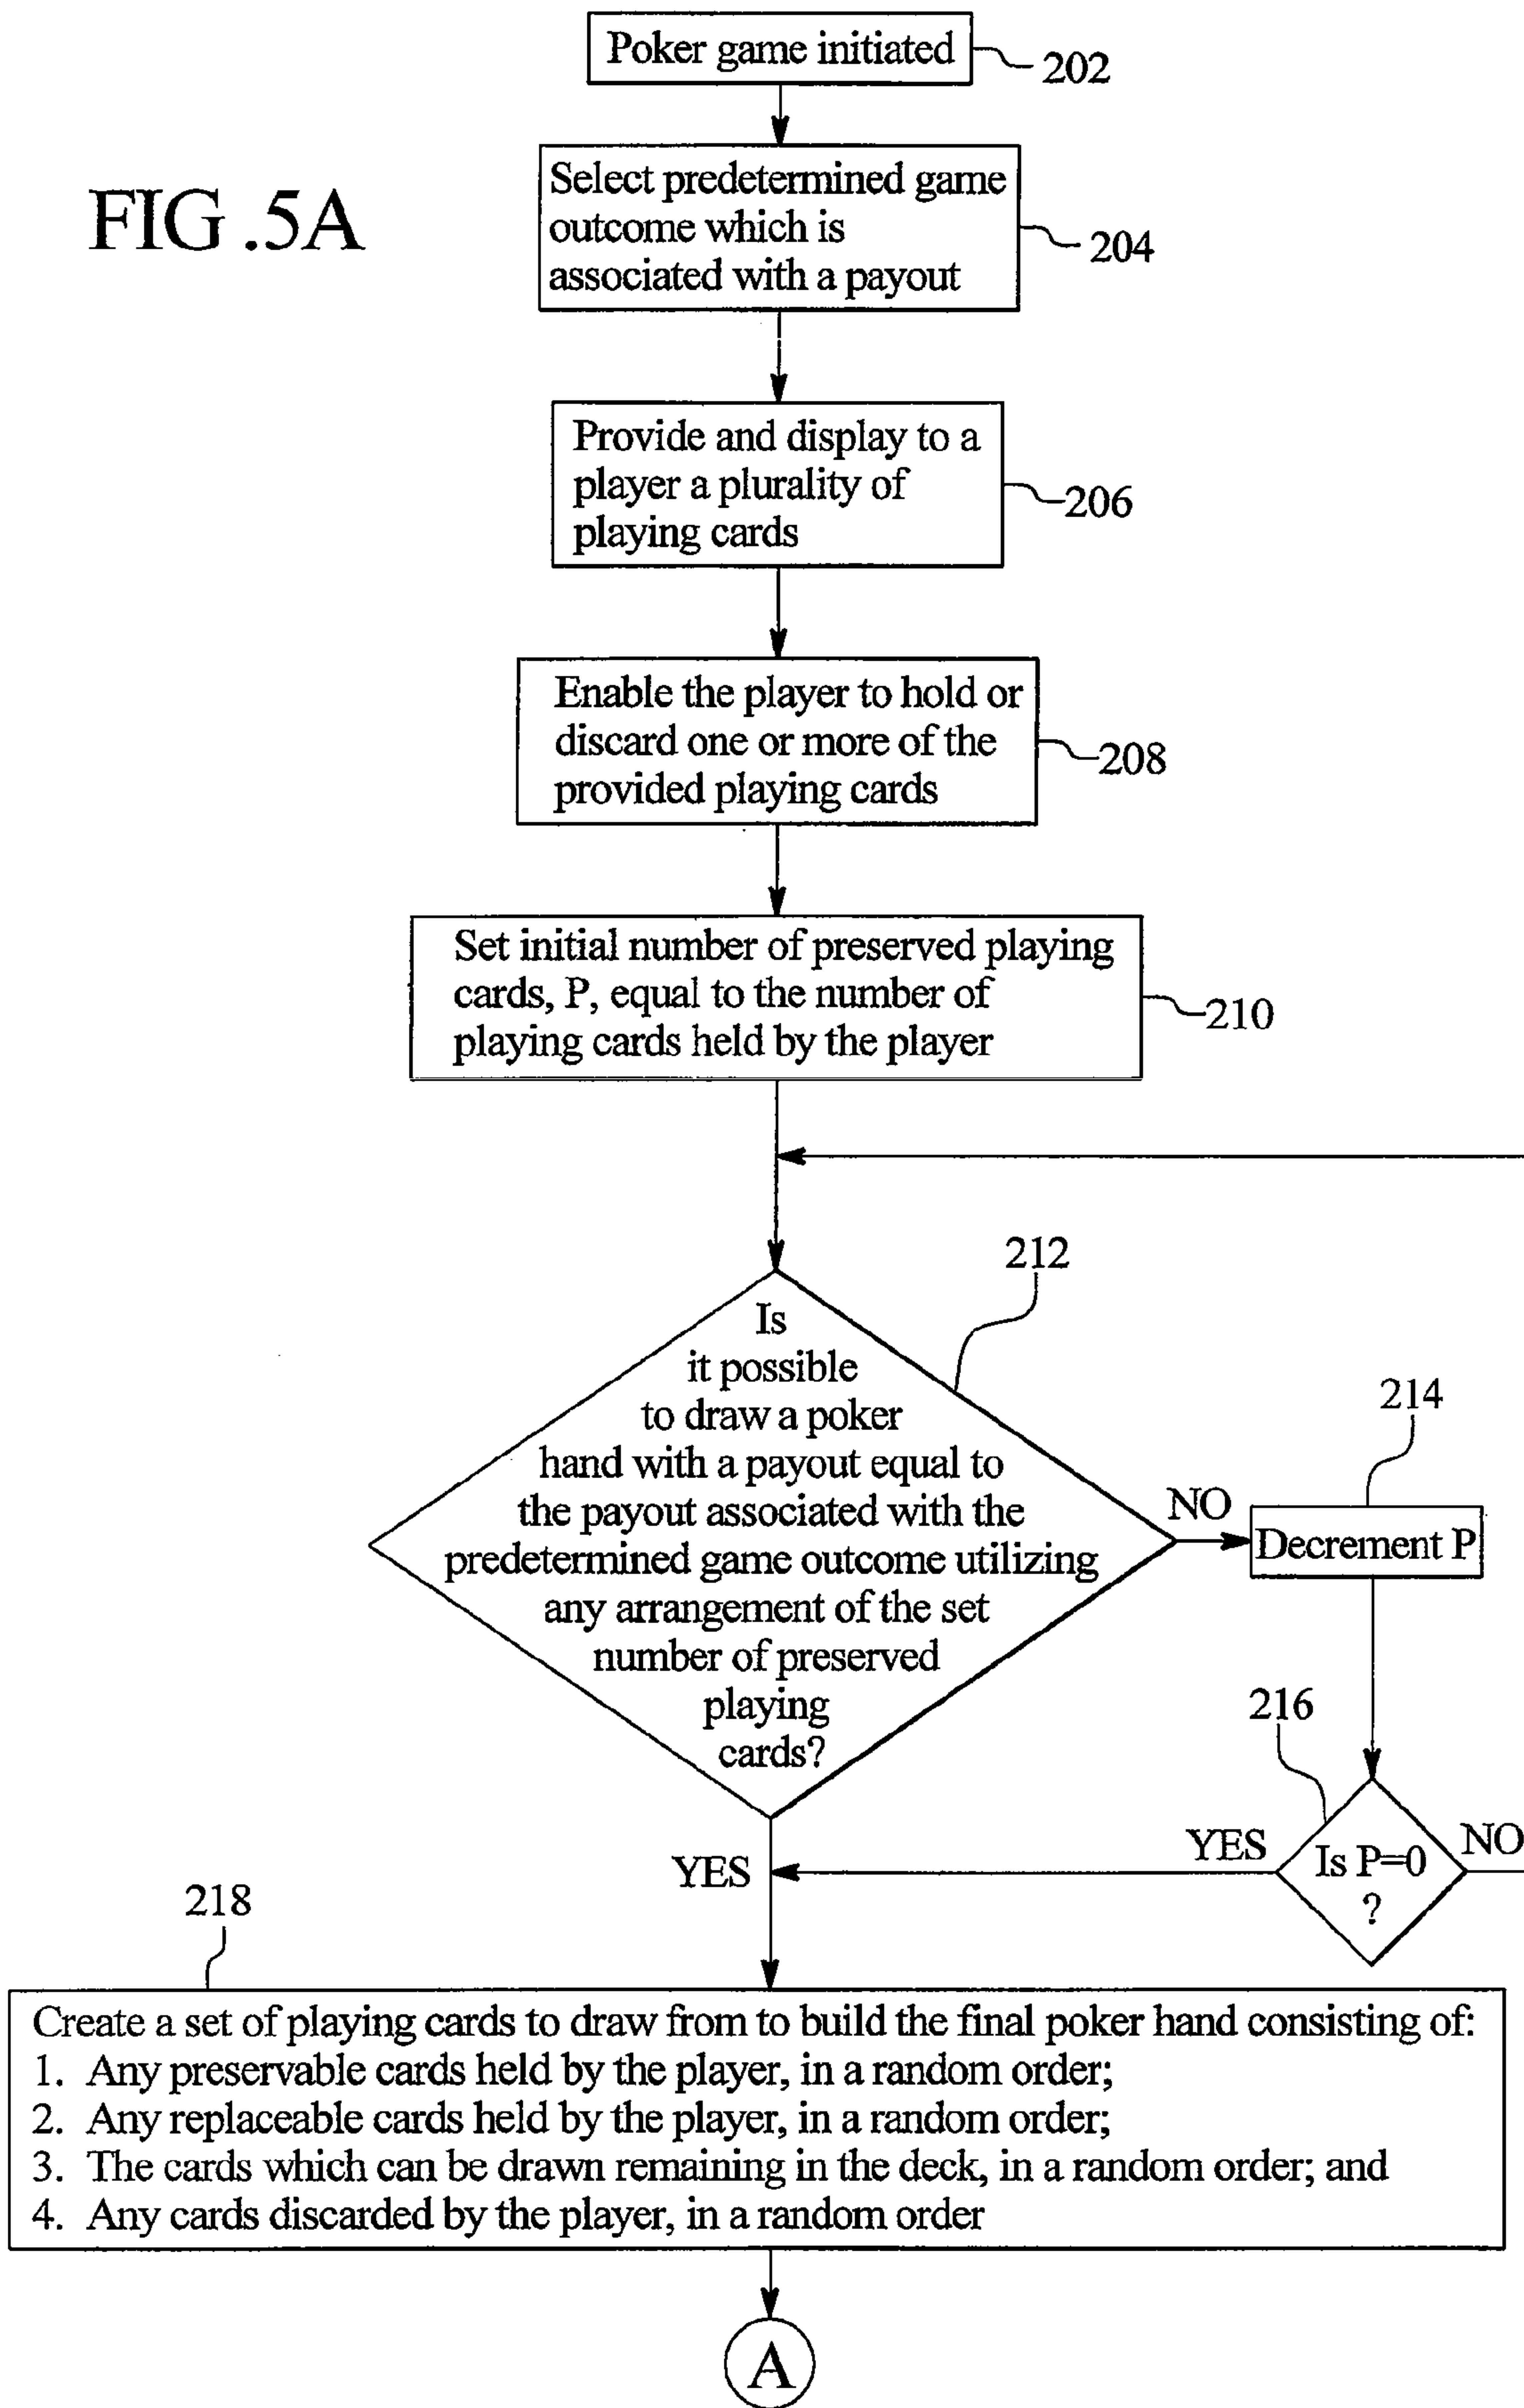 Poker game initiated
202
FIG .5A
Select predetermined game
outcome which is
associated with a payout
204
Provide and display to a
player a plurality of
playing cards
206
Enable the player to hold or
discard one or more of the
provided playing cards
208
Set initial number of preserved playing
cards, P, equal to the number of
playing cards held by the player
210
212
Is
it possible
to draw a poker
hand with a payout equal to
the payout associated with the
predetermined game outcome utilizing
any arrangement of the set
number of preserved
playing
cards?
NO
214
Decrement P
216
Is P=0
?
YES
NO
YES
218
Create a set of playing cards to draw from to build the final poker hand consisting of:
1. Any preservable cards held by the player, in a random order;
2. Any replaceable cards held by the player, in a random order;
3. The cards which can be drawn remaining in the deck, in a random order; and
4. Any cards discarded by the player, in a random order
A